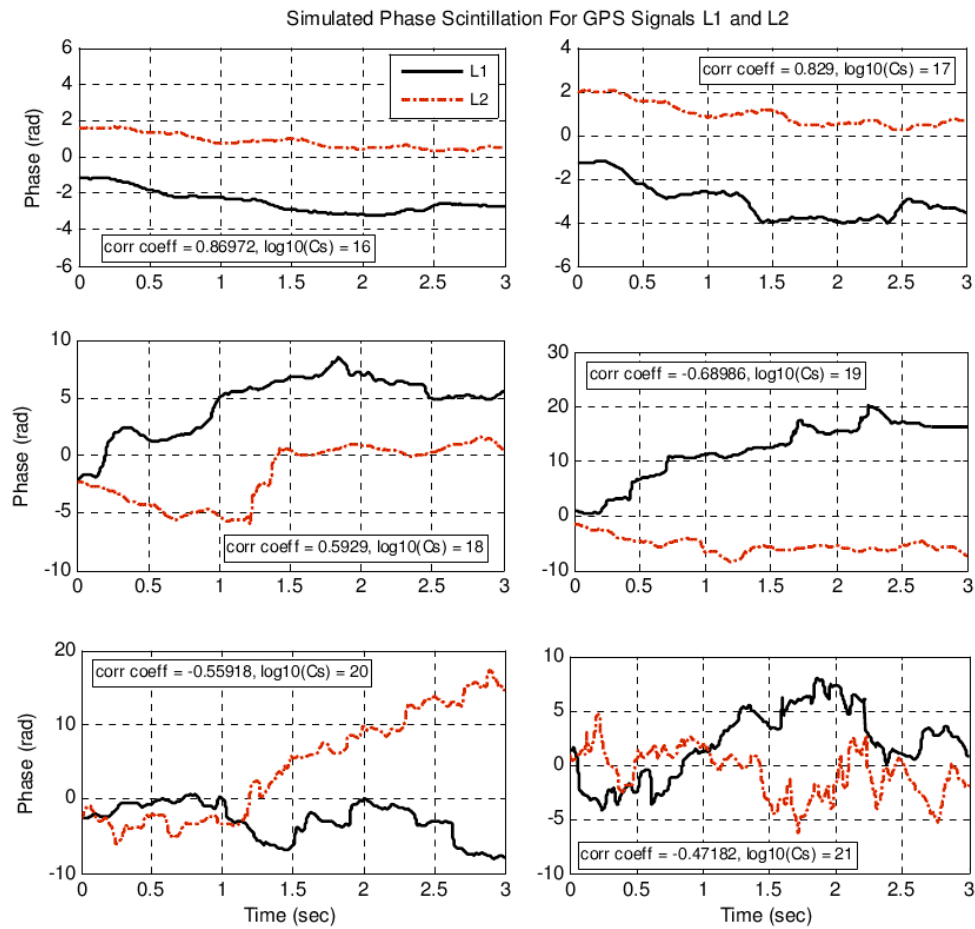 Simulated Phase Scintillation For GPS Signals L1 and L2
6
4
2
0
-2
-4
-6
Phase (rad)
L1
L2
corr coeff = 0.86972, log10(Cs) = 16
0 0.5 1 1.5 2 2.5 3
4
2
0
-2
-4
-6
corr coeff = 0.829, log10(Cs) = 17
0 0.5 1 1.5 2 2.5 3
10
5
0
-5
-10
Phase (rad)
corr coeff = 0.5929, log10(Cs) = 18
0 0.5 1 1.5 2 2.5 3
30
20
10
0
-10
corr coeff = -0.68986, log10(Cs) = 19
0 0.5 1 1.5 2 2.5 3
20
10
0
-10
Phase (rad)
corr coeff = -0.55918, log10(Cs) = 20
0 0.5 1 1.5 2 2.5 3
Time (sec)
10
5
0
-5
-10
corr coeff = -0.47182, log10(Cs) = 21
0 0.5 1 1.5 2 2.5 3
Time (sec)